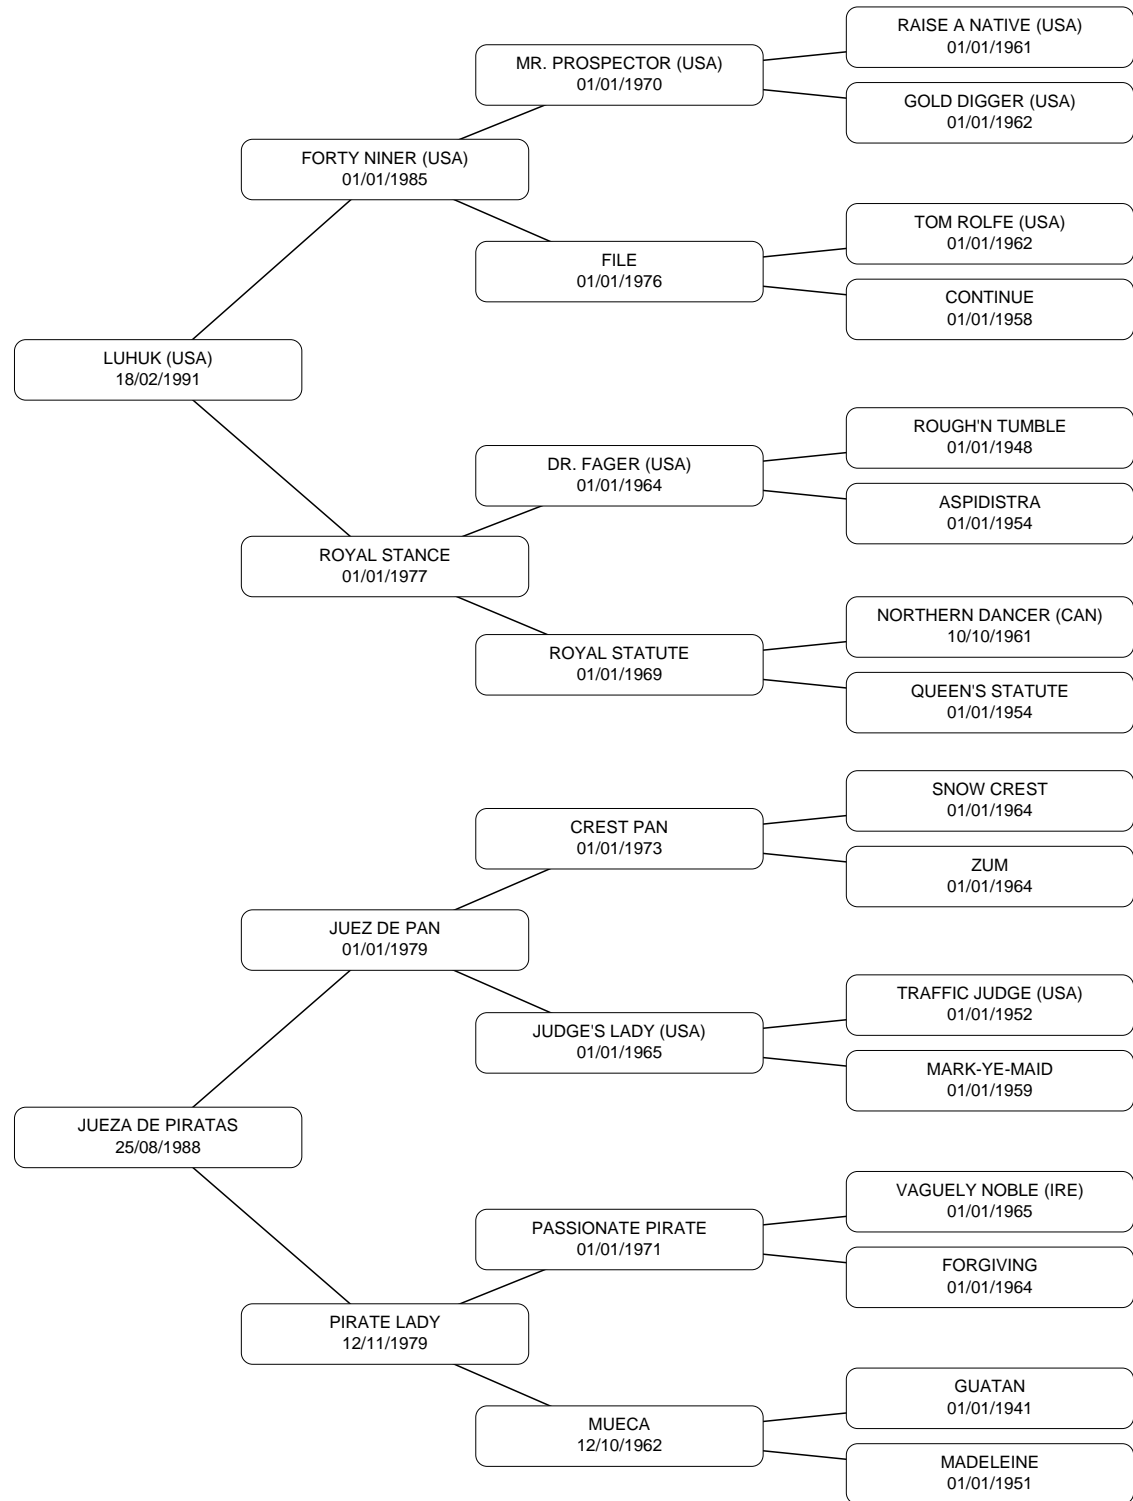 RAISE A NATIVE (USA)
01/01/1961
MR. PROSPECTOR (USA)
01/01/1970
GOLD DIGGER (USA)
01/01/1962
FORTY NINER (USA)
01/01/1985
TOM ROLFE (USA)
01/01/1962
FILE
01/01/1976
CONTINUE
01/01/1958
LUHUK (USA)
18/02/1991
ROUGH'N TUMBLE
01/01/1948
DR. FAGER (USA)
01/01/1964
ASPIDISTRA
01/01/1954
ROYAL STANCE
01/01/1977
NORTHERN DANCER (CAN)
10/10/1961
ROYAL STATUTE
01/01/1969
QUEEN'S STATUTE
01/01/1954
SNOW CREST
01/01/1964
CREST PAN
01/01/1973
ZUM
01/01/1964
JUEZ DE PAN
01/01/1979
TRAFFIC JUDGE (USA)
01/01/1952
JUDGE'S LADY (USA)
01/01/1965
MARK-YE-MAID
01/01/1959
JUEZA DE PIRATAS
25/08/1988
VAGUELY NOBLE (IRE)
01/01/1965
PASSIONATE PIRATE
01/01/1971
FORGIVING
01/01/1964
PIRATE LADY
12/11/1979
GUATAN
01/01/1941
MUECA
12/10/1962
MADELEINE
01/01/1951